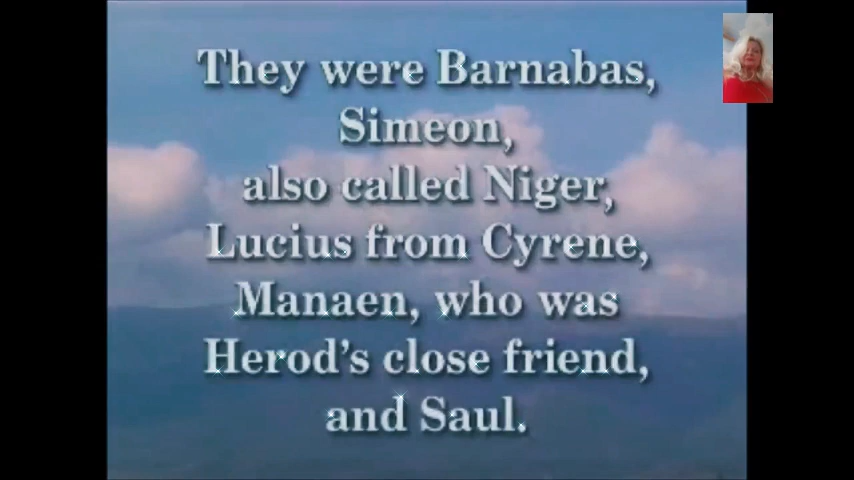 They were Barnabas,
Simeon,
also called Niger,
Lucius from Cyrene,
Manaen, who was
Herod's close friend,
and Saul.